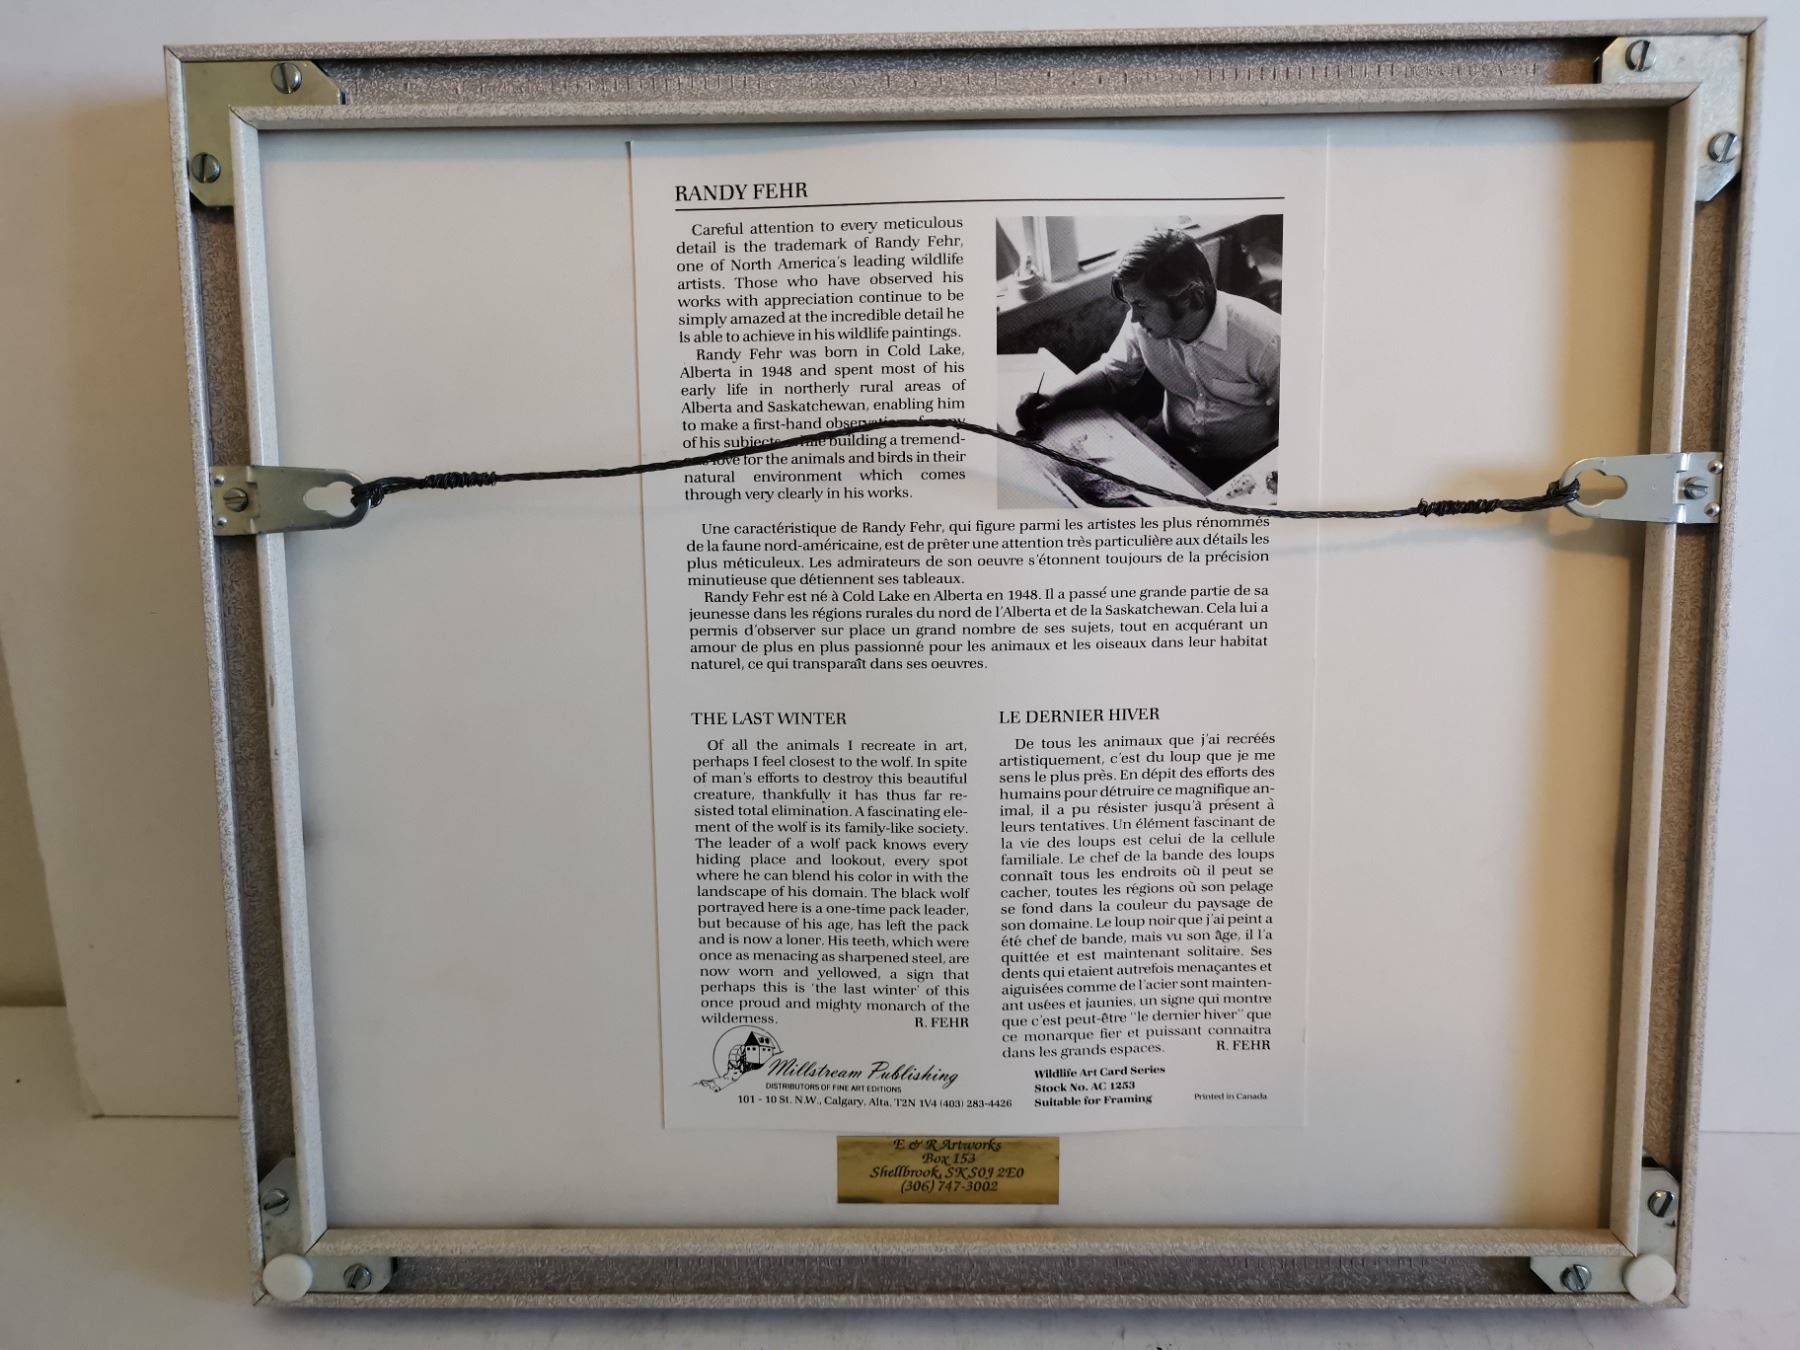 RANDY FEHR
Careful attention to every meticulous
detail is the trademark of Randy Fehr,
one of North America's leading wildlife
artists. Those who have observed his
works with appreciation continue to be
simply amazed at the incredible detail he
is able to achieve in his wildlife paintings.
Randy Fehr was born in Cold Lake,
Alberta in 1948 and spent most of his
early life in northerly rural areas of
Alberta and Saskatchewan, enabling him
to make a first-hand observation of many
of his subjects while building a tremend-
ous love for the animals and birds in their
natural environment which comes
through very clearly in his works.
Une caractéristique de Randy Fehr, qui figure parmi les artistes les plus rénommés
de la faune nord-américaine, est de prêter une attention très particulière aux détails les
plus méticuleux. Les admirateurs de son oeuvre s'étonnent toujours de la précision
minutieuse que détiennent ses tableaux.
Randy Fehr est né à Cold Lake en Alberta en 1948. Il a passé une grande partie de sa
jeunesse dans les régions rurales du nord de l'Alberta et de la Saskatchewan. Cela lui a
permis d'observer sur place un grand nombre de ses sujets, tout en acquérant un
amour de plus en plus passionné pour les animaux et les oiseaux dans leur habitat
naturel, ce qui transparaît dans ses oeuvres.
THE LAST WINTER
Of all the animals I recreate in art,
perhaps I feel closest to the wolf. In spite
of man's efforts to destroy this beautiful
creature, thankfully it has thus far re-
sisted total elimination. A fascinating ele-
ment of the wolf is its family-like society.
The leader of a wolf pack knows every
hiding place and lookout, every spot
where he can blend his color in with the
landscape of his domain. The black wolf
portrayed here is a one-time pack leader,
but because of his age, has left the pack
and is now a loner. His teeth, which were
once as menacing as sharpened steel, are
now worn and yellowed, a sign that
perhaps this is 'the last winter' of this
once proud and mighty monarch of the
wilderness. R. FEHR
LE DERNIER HIVER
De tous les animaux que j'ai recréés
artistiquement, c'est du loup que je me
sens le plus près. En dépit des efforts des
humains pour détruire ce magnifique an-
imal, il a pu résister jusqu'à présent à
leurs tentatives. Un élément fascinant de
la vie des loups est celui de la cellule
familiale. Le chef de la bande des loups
connaît tous les endroits où il peut se
cacher, toutes les régions où son pelage
se fond dans la couleur du paysage de
son domaine. Le loup noir que j'ai peint a
été chef de bande, mais vu son âge, il l'a
quittée et est maintenant solitaire. Ses
dents qui etaient autrefois menaçantes et
aiguisées comme de l'acier sont mainten-
ant usées et jaunies, un signe qui montre
que c'est peut-être "le dernier hiver" que
ce monarque fier et puissant connaitra
dans les grands espaces. R. FEHR
Millstream Publishing
DISTRIBUTORS OF FINE ART EDITIONS
101 - 10 St. N.W., Calgary, Alta. T2N 1V4 (403) 283-4426
Wildlife Art Card Series
Stock No. AC 1253
Suitable for Framing
Printed in Canada
E & R Artworks
Box 153
Shellbrook, SK S0J 2E0
(306) 747-3002